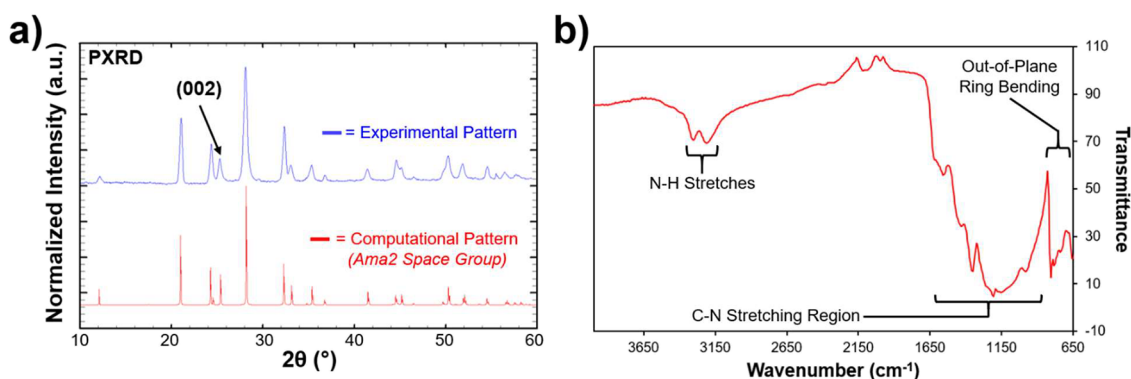 a)
PXRD
(002)
= Experimental Pattern
= Computational Pattern
(Ama2 Space Group)
Normalized Intensity (a.u.)
10 20 30 40 50 60
2θ (°)
b)
Out-of-Plane
Ring Bending
N-H Stretches
C-N Stretching Region
110
90
70
50
30
10
-10
Transmittance
3650 3150 2650 2150 1650 1150 650
Wavenumber (cm⁻¹)